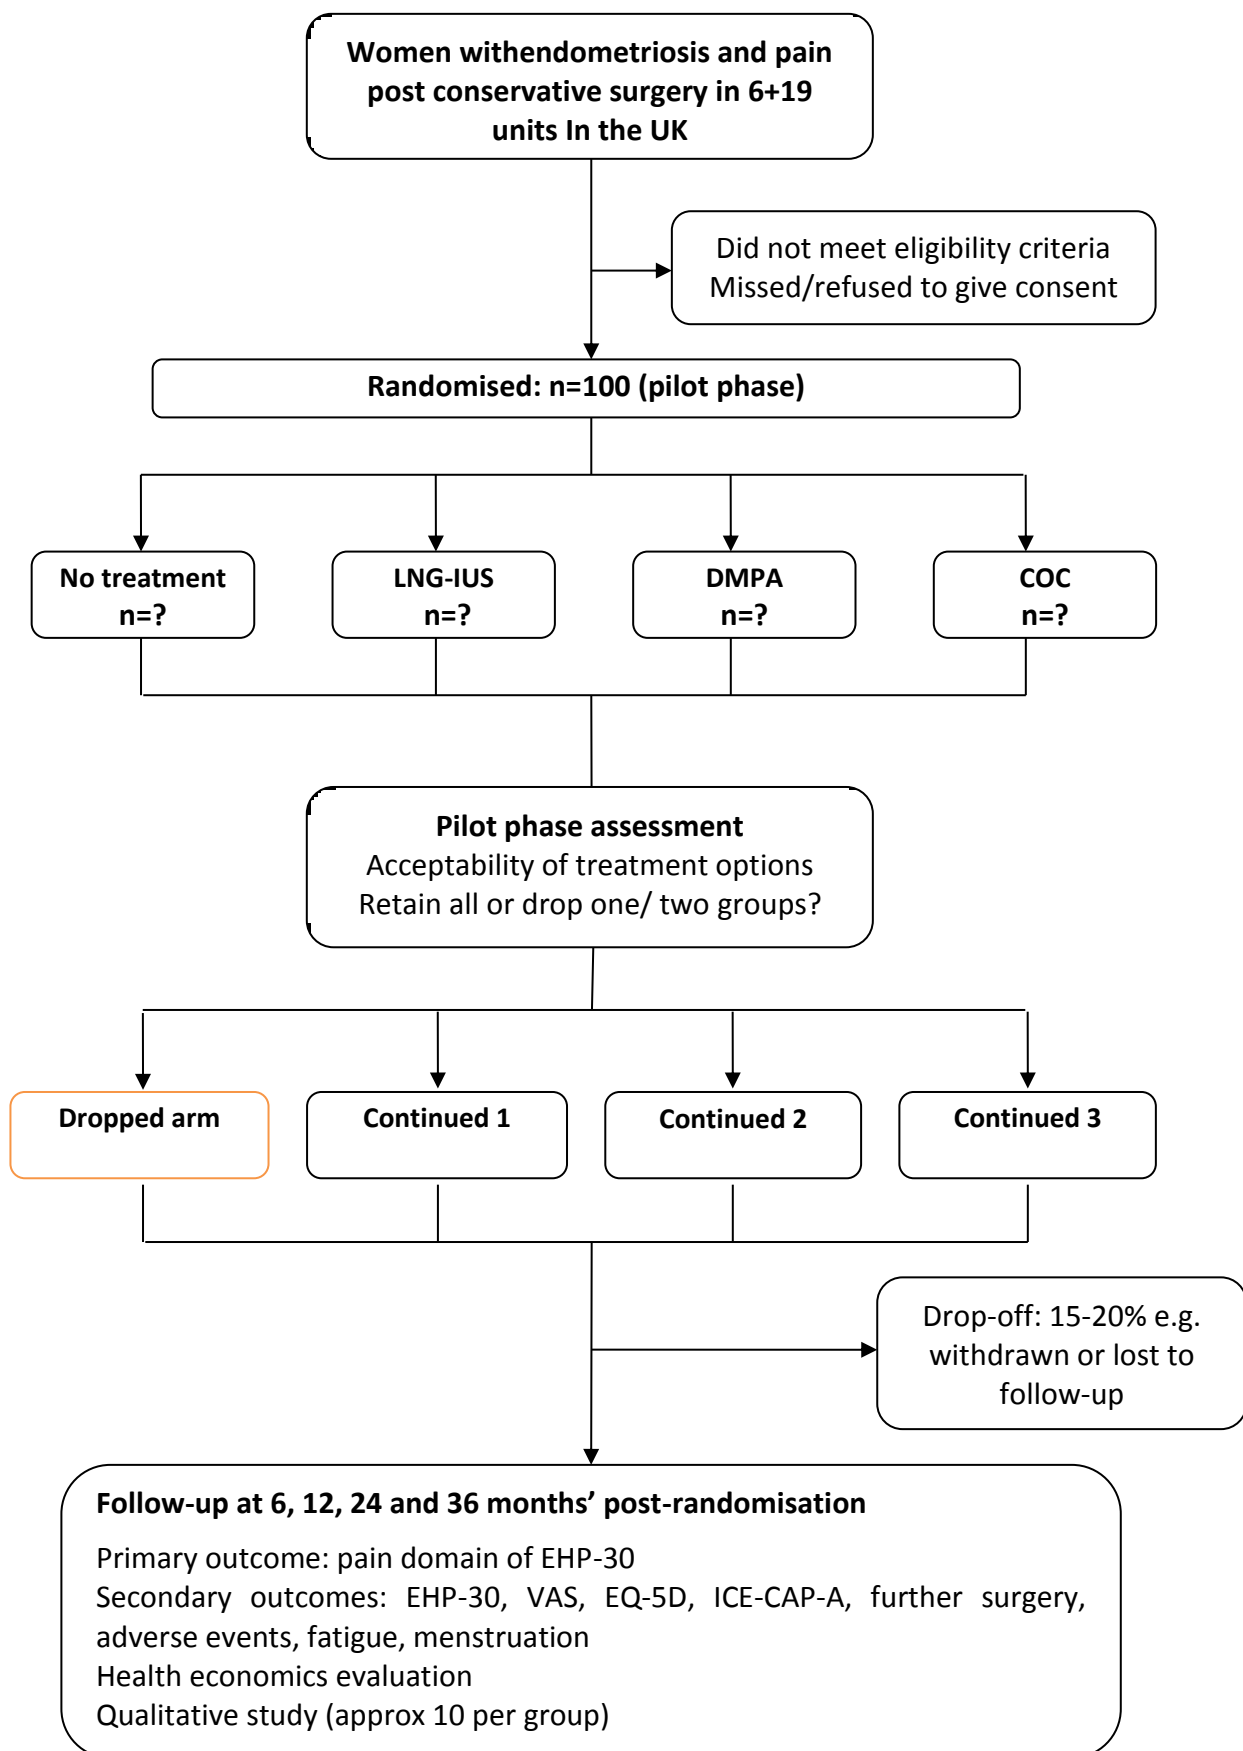 Women withendometriosis and pain
post conservative surgery in 6+19
units In the UK
Did not meet eligibility criteria
Missed/refused to give consent
Randomised: n=100 (pilot phase)
No treatment
n=?
LNG-IUS
n=?
DMPA
n=?
COC
n=?
Pilot phase assessment
Acceptability of treatment options
Retain all or drop one/ two groups?
Dropped arm
Continued 1
Continued 2
Continued 3
Drop-off: 15-20% e.g.
withdrawn or lost to
follow-up
Follow-up at 6, 12, 24 and 36 months’ post-randomisation
Primary outcome: pain domain of EHP-30
Secondary outcomes: EHP-30, VAS, EQ-5D, ICE-CAP-A, further surgery,
adverse events, fatigue, menstruation
Health economics evaluation
Qualitative study (approx 10 per group)